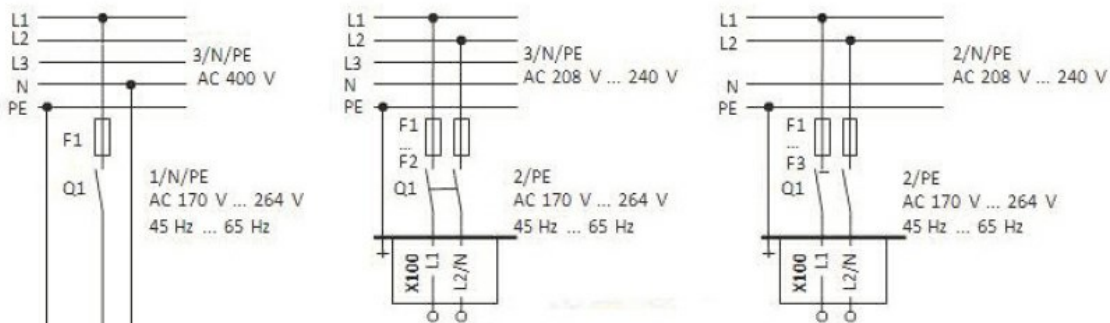 L1
L2
L3
N
PE
3/N/PE
AC 400 V
F1
Q1
1/N/PE
AC 170 V ... 264 V
45 Hz ... 65 Hz
L1
L2
L3
N
PE
3/N/PE
AC 208 V ... 240 V
F1
...
F2
Q1
2/PE
AC 170 V ... 264 V
45 Hz ... 65 Hz
X100
L1
L2/N
L1
L2
N
PE
2/N/PE
AC 208 V ... 240 V
F1
...
F3
Q1
2/PE
AC 170 V ... 264 V
45 Hz ... 65 Hz
X100
L1
L2/N